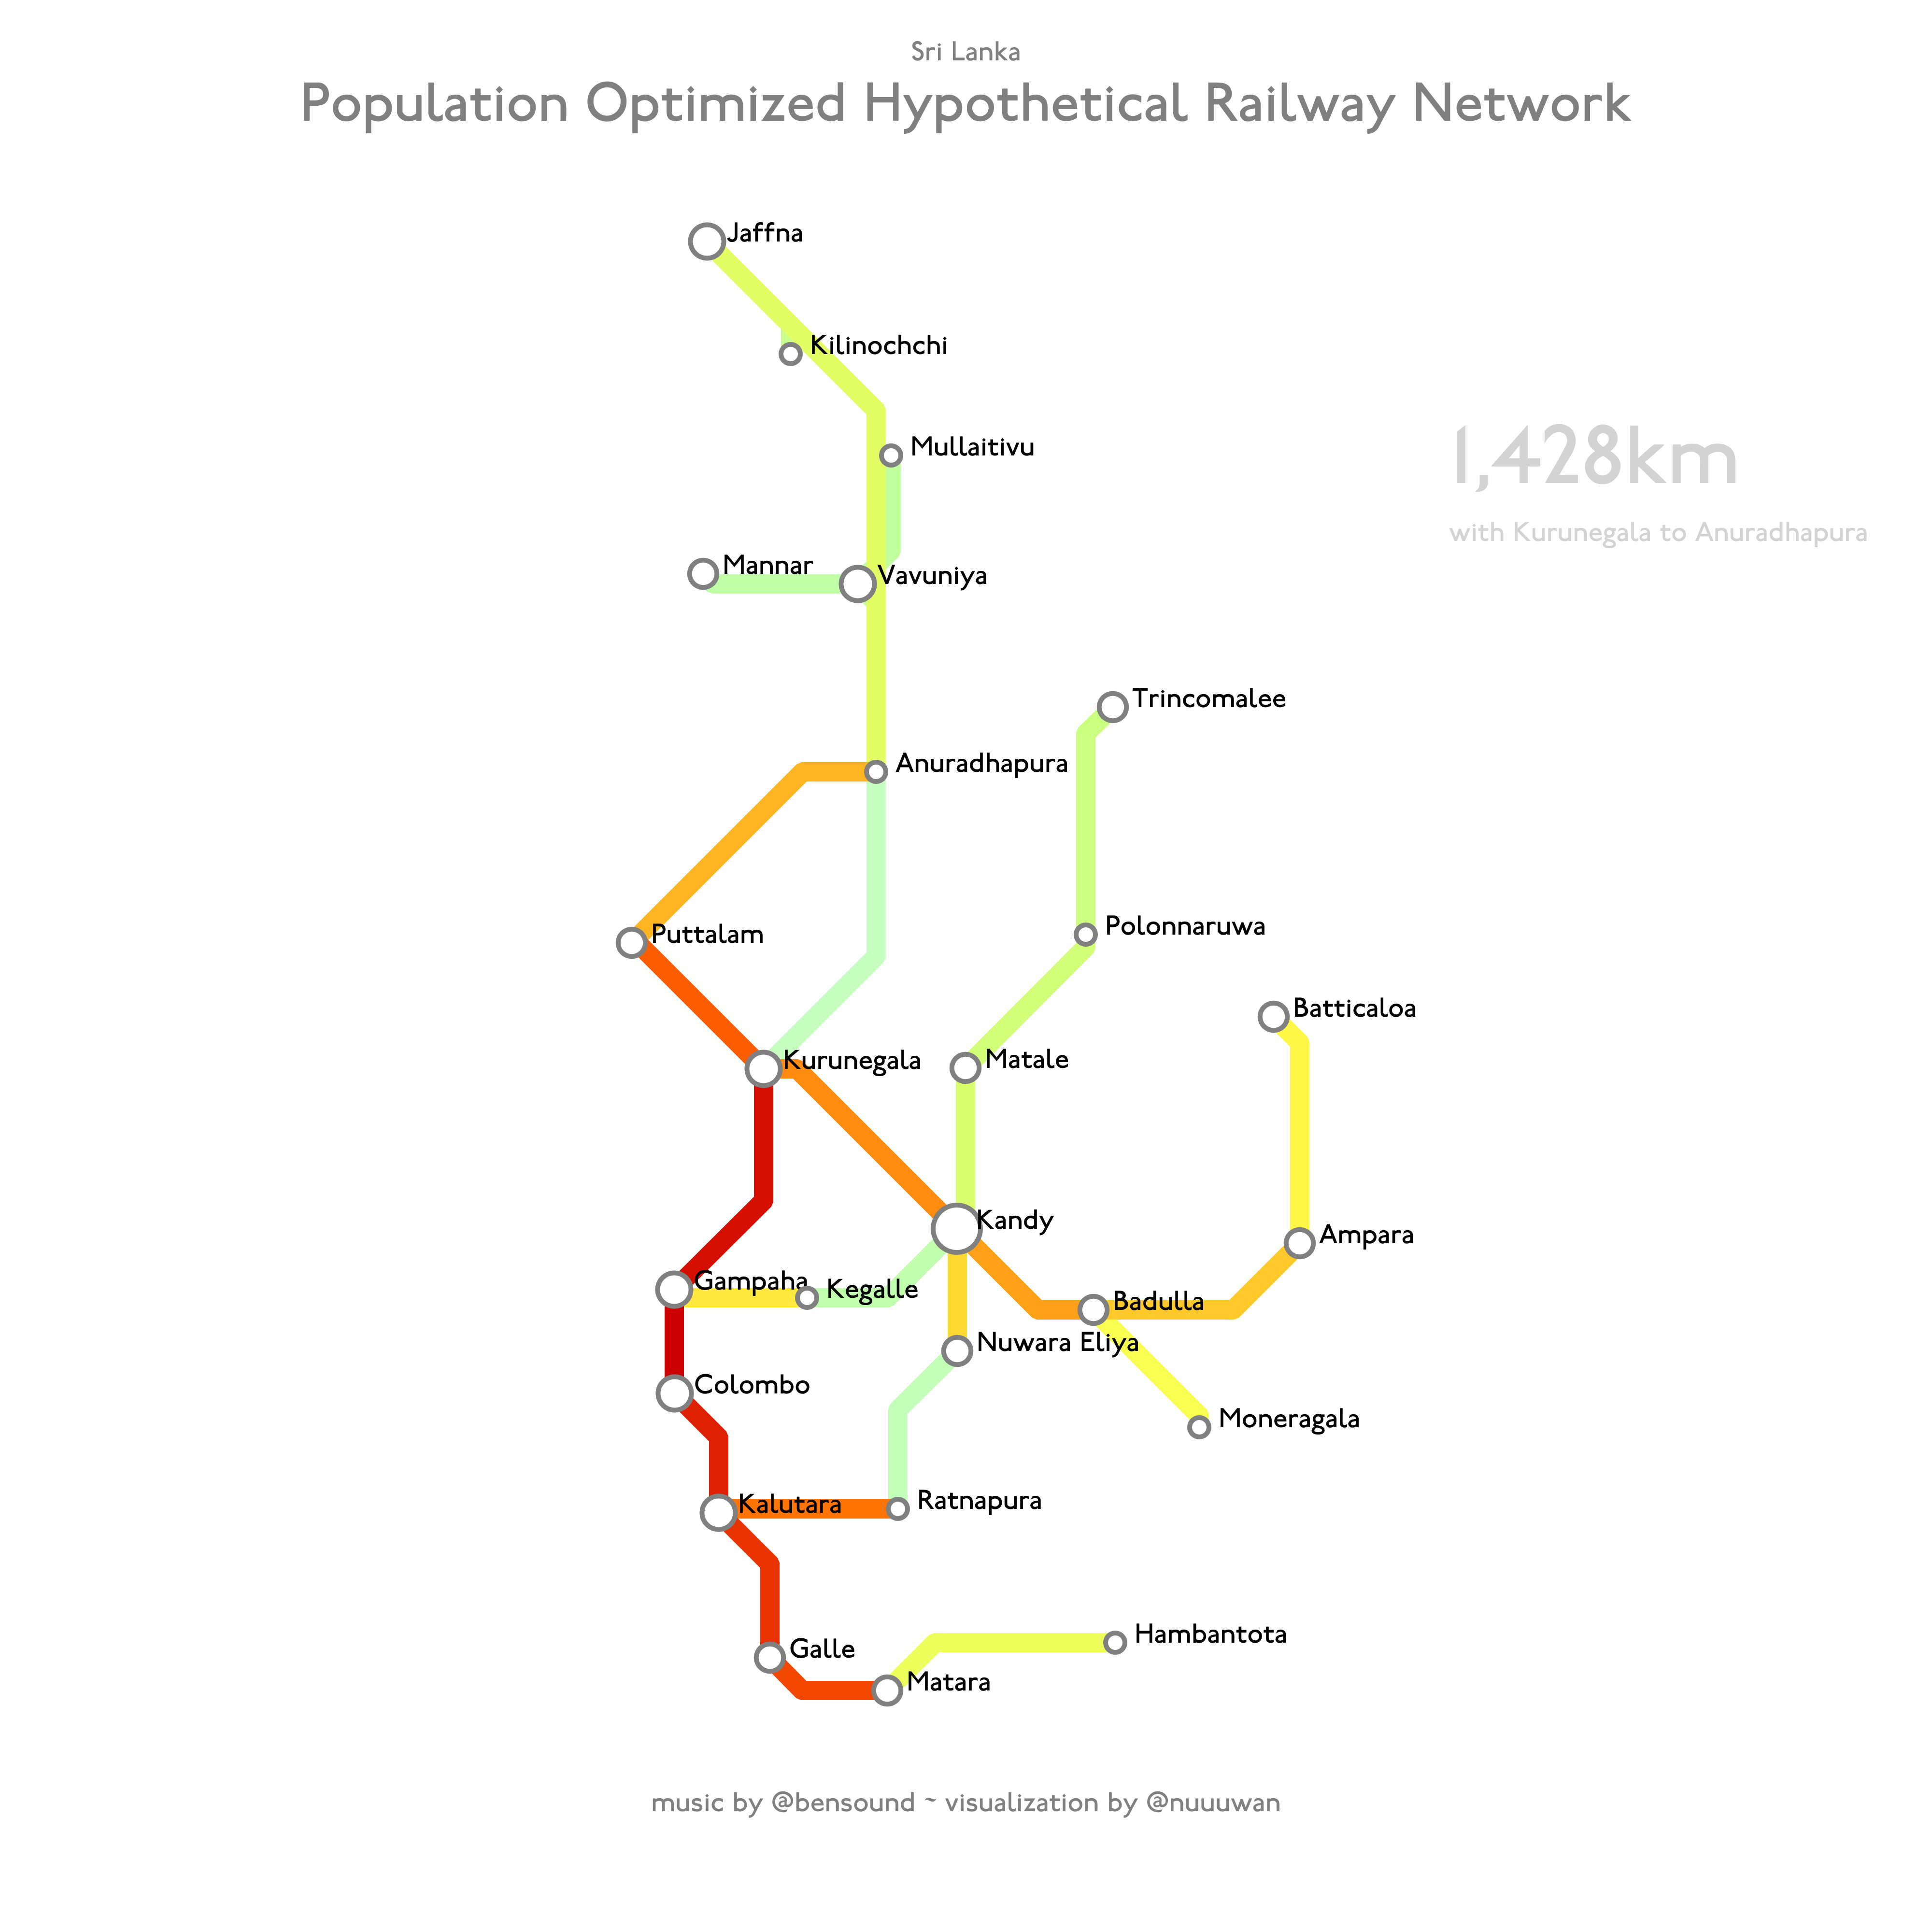 Sri Lanka
Population Optimized Hypothetical Railway Network
Jaffna
Kilinochchi
1,428km
with Kurunegala to Anuradhapura
Mullaitivu
Mannar
Vavuniya
Trincomalee
Anuradhapura
Polonnaruwa
Puttalam
Batticaloa
Kurunegala
Matale
Kandy
Ampara
Gampaha
Kegalle
Badulla
Nuwara Eliya
Colombo
Moneragala
Kalutara
Ratnapura
Hambantota
Galle
Matara
music by @bensound ~ visualization by @nuuuwan